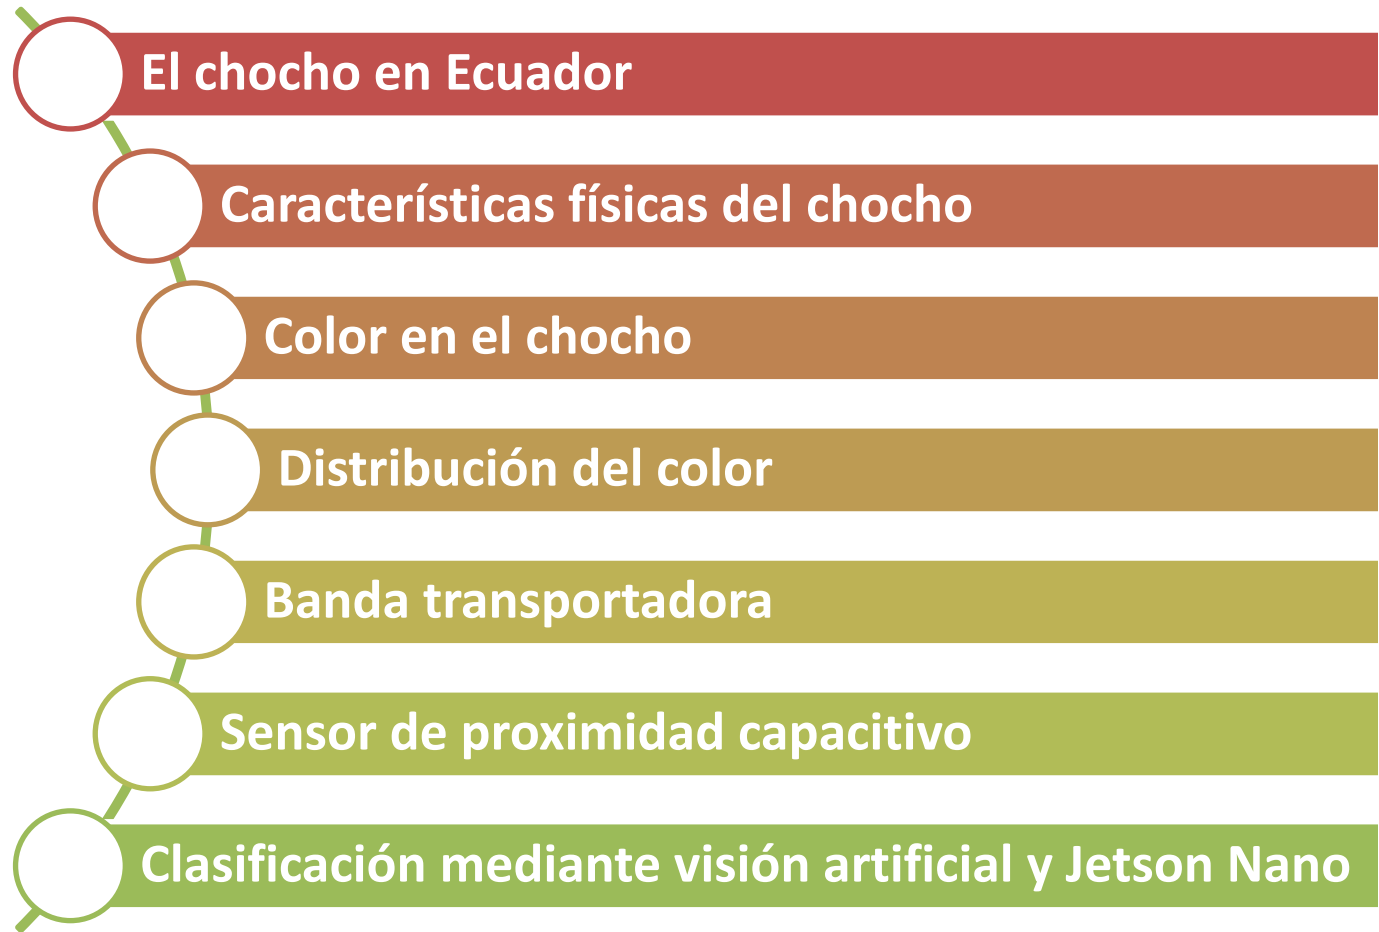 El chocho en Ecuador
Características físicas del chocho
Color en el chocho
Distribución del color
Banda transportadora
Sensor de proximidad capacitivo
Clasificación mediante visión artificial y Jetson Nano